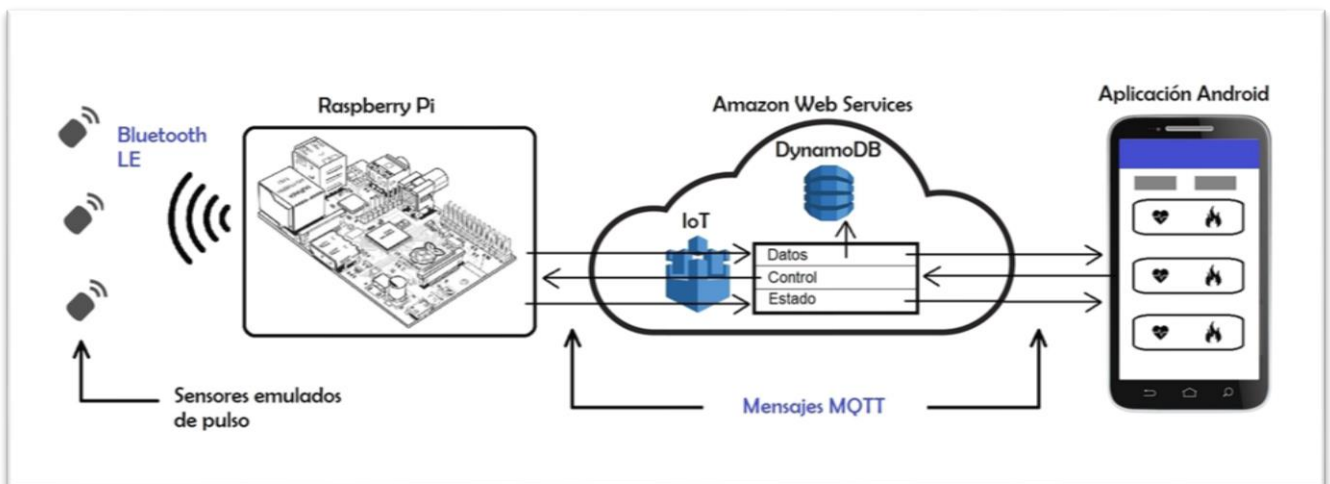 Bluetooth
LE
Raspberry Pi
Amazon Web Services
DynamoDB
IoT
Datos
Control
Estado
Aplicación Android
Sensores emulados
de pulso
Mensajes MQTT